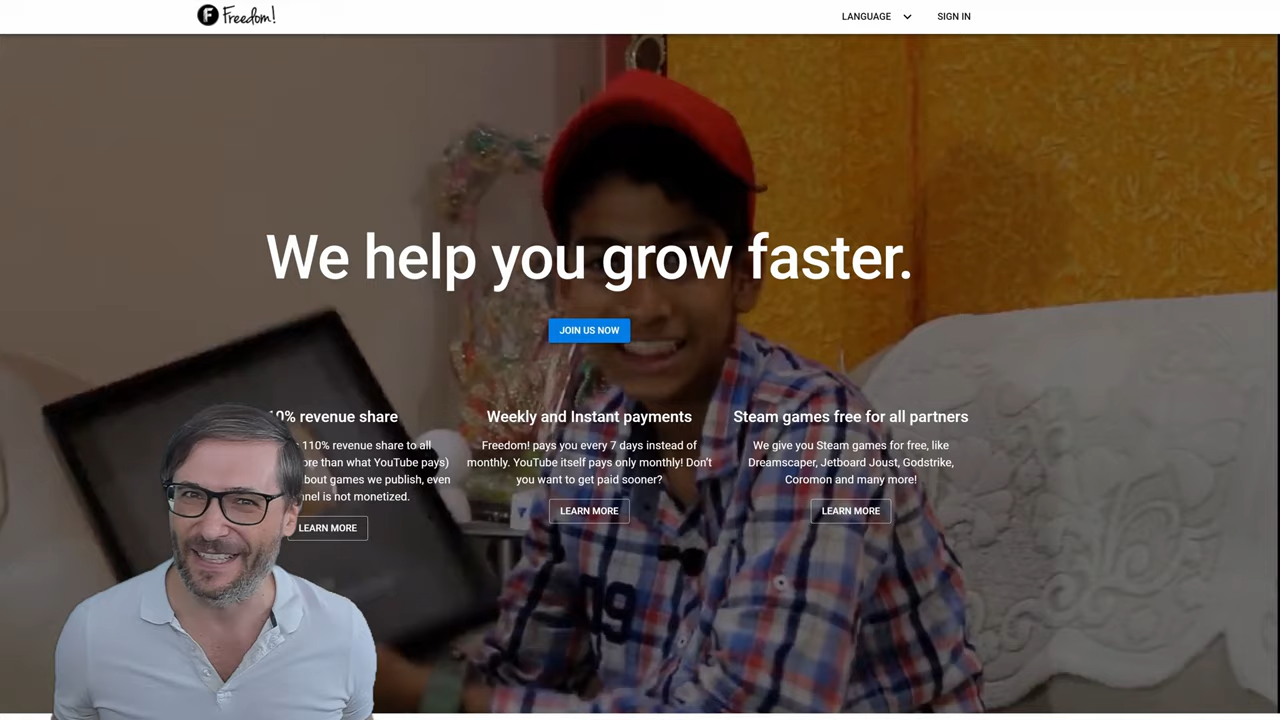 Freedom!
LANGUAGE
SIGN IN
We help you grow faster.
JOIN US NOW
10% revenue share
110% revenue share to all
ore than what YouTube pays)
bout games we publish, even
nnel is not monetized.
LEARN MORE
Weekly and Instant payments
Freedom! pays you every 7 days instead of
monthly. YouTube itself pays only monthly! Don't
you want to get paid sooner?
LEARN MORE
Steam games free for all partners
We give you Steam games for free, like
Dreamscaper, Jetboard Joust, Godstrike,
Coromon and many more!
LEARN MORE